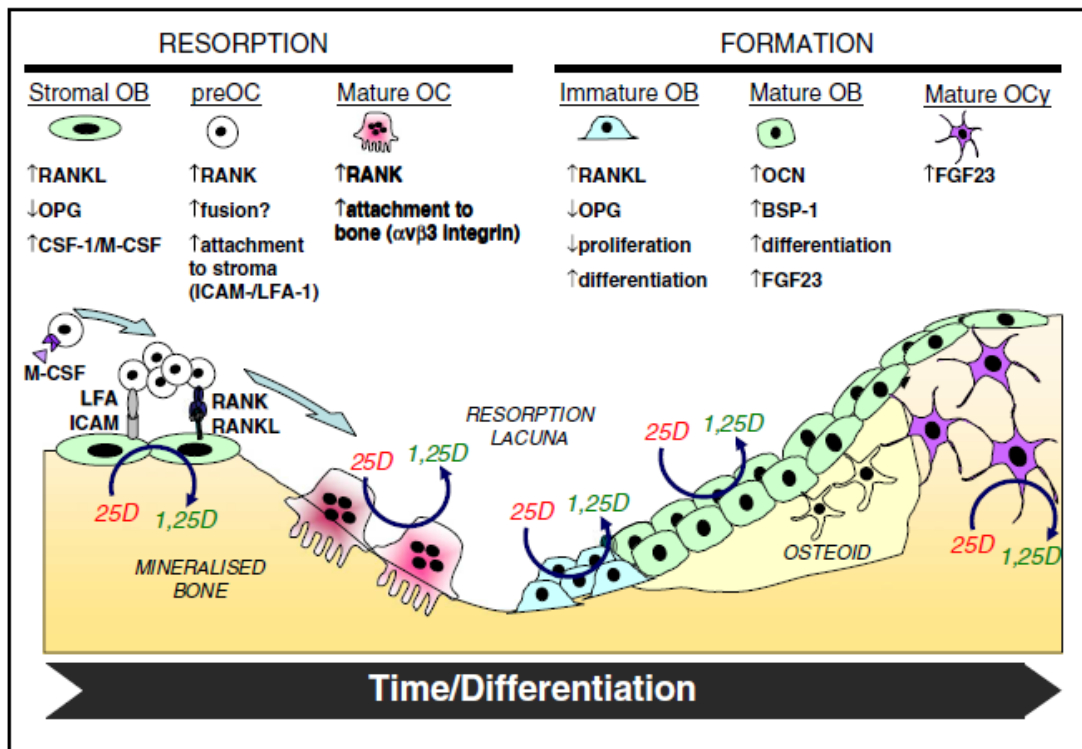 RESORPTION
FORMATION
Stromal OB
↑RANKL
↓OPG
↑CSF-1/M-CSF
preOC
↑RANK
↑fusion?
↑attachment
to stroma
(ICAM-/LFA-1)
Mature OC
↑RANK
↑attachment to
bone (αvβ3 integrin)
Immature OB
↑RANKL
↓OPG
↓proliferation
↑differentiation
Mature OB
↑OCN
↑BSP-1
↑differentiation
↑FGF23
Mature OCy
↑FGF23
M-CSF
LFA
ICAM
RANK
RANKL
25D
1,25D
MINERALISED
BONE
25D
1,25D
RESORPTION
LACUNA
25D
1,25D
25D
1,25D
OSTEOID
25D
1,25D
Time/Differentiation